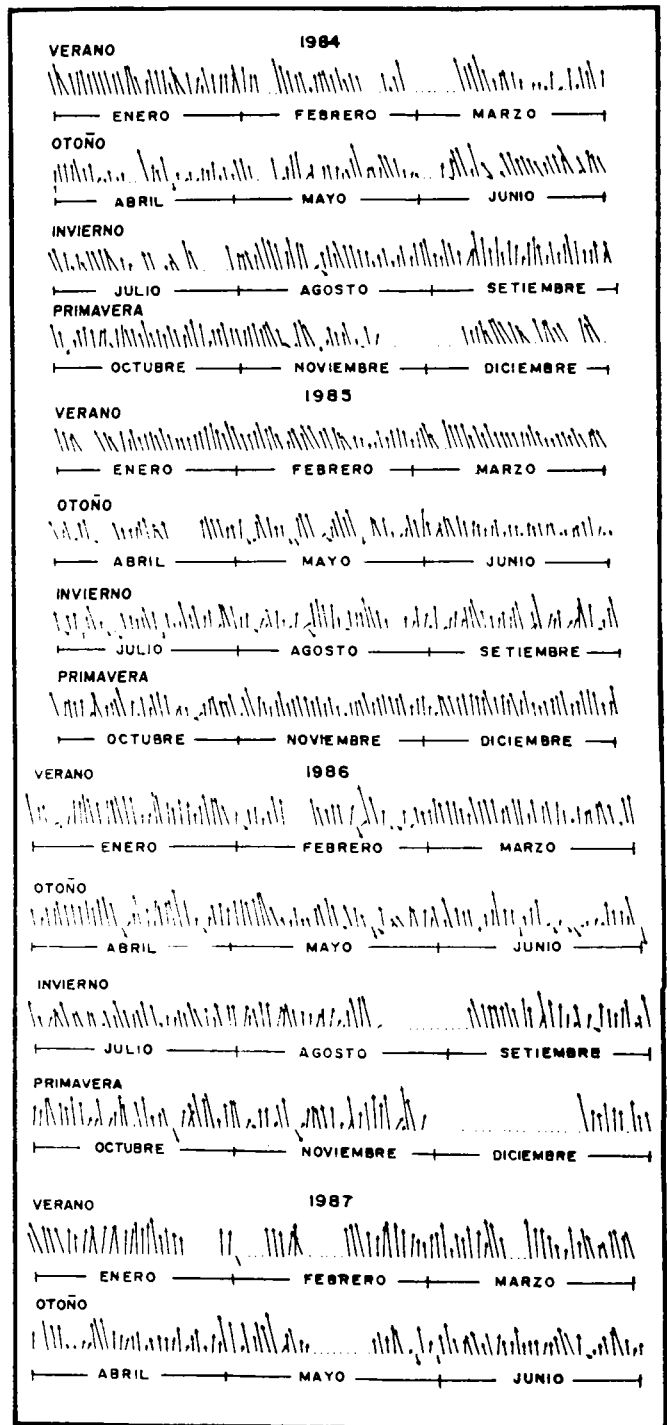 1984
VERANO
ENERO FEBRERO MARZO
OTOÑO
ABRIL MAYO JUNIO
INVIERNO
JULIO AGOSTO SETIEMBRE
PRIMAVERA
OCTUBRE NOVIEMBRE DICIEMBRE
1985
VERANO
ENERO FEBRERO MARZO
OTOÑO
ABRIL MAYO JUNIO
INVIERNO
JULIO AGOSTO SETIEMBRE
PRIMAVERA
OCTUBRE NOVIEMBRE DICIEMBRE
1986
VERANO
ENERO FEBRERO MARZO
OTOÑO
ABRIL MAYO JUNIO
INVIERNO
JULIO AGOSTO SETIEMBRE
PRIMAVERA
OCTUBRE NOVIEMBRE DICIEMBRE
1987
VERANO
ENERO FEBRERO MARZO
OTOÑO
ABRIL MAYO JUNIO